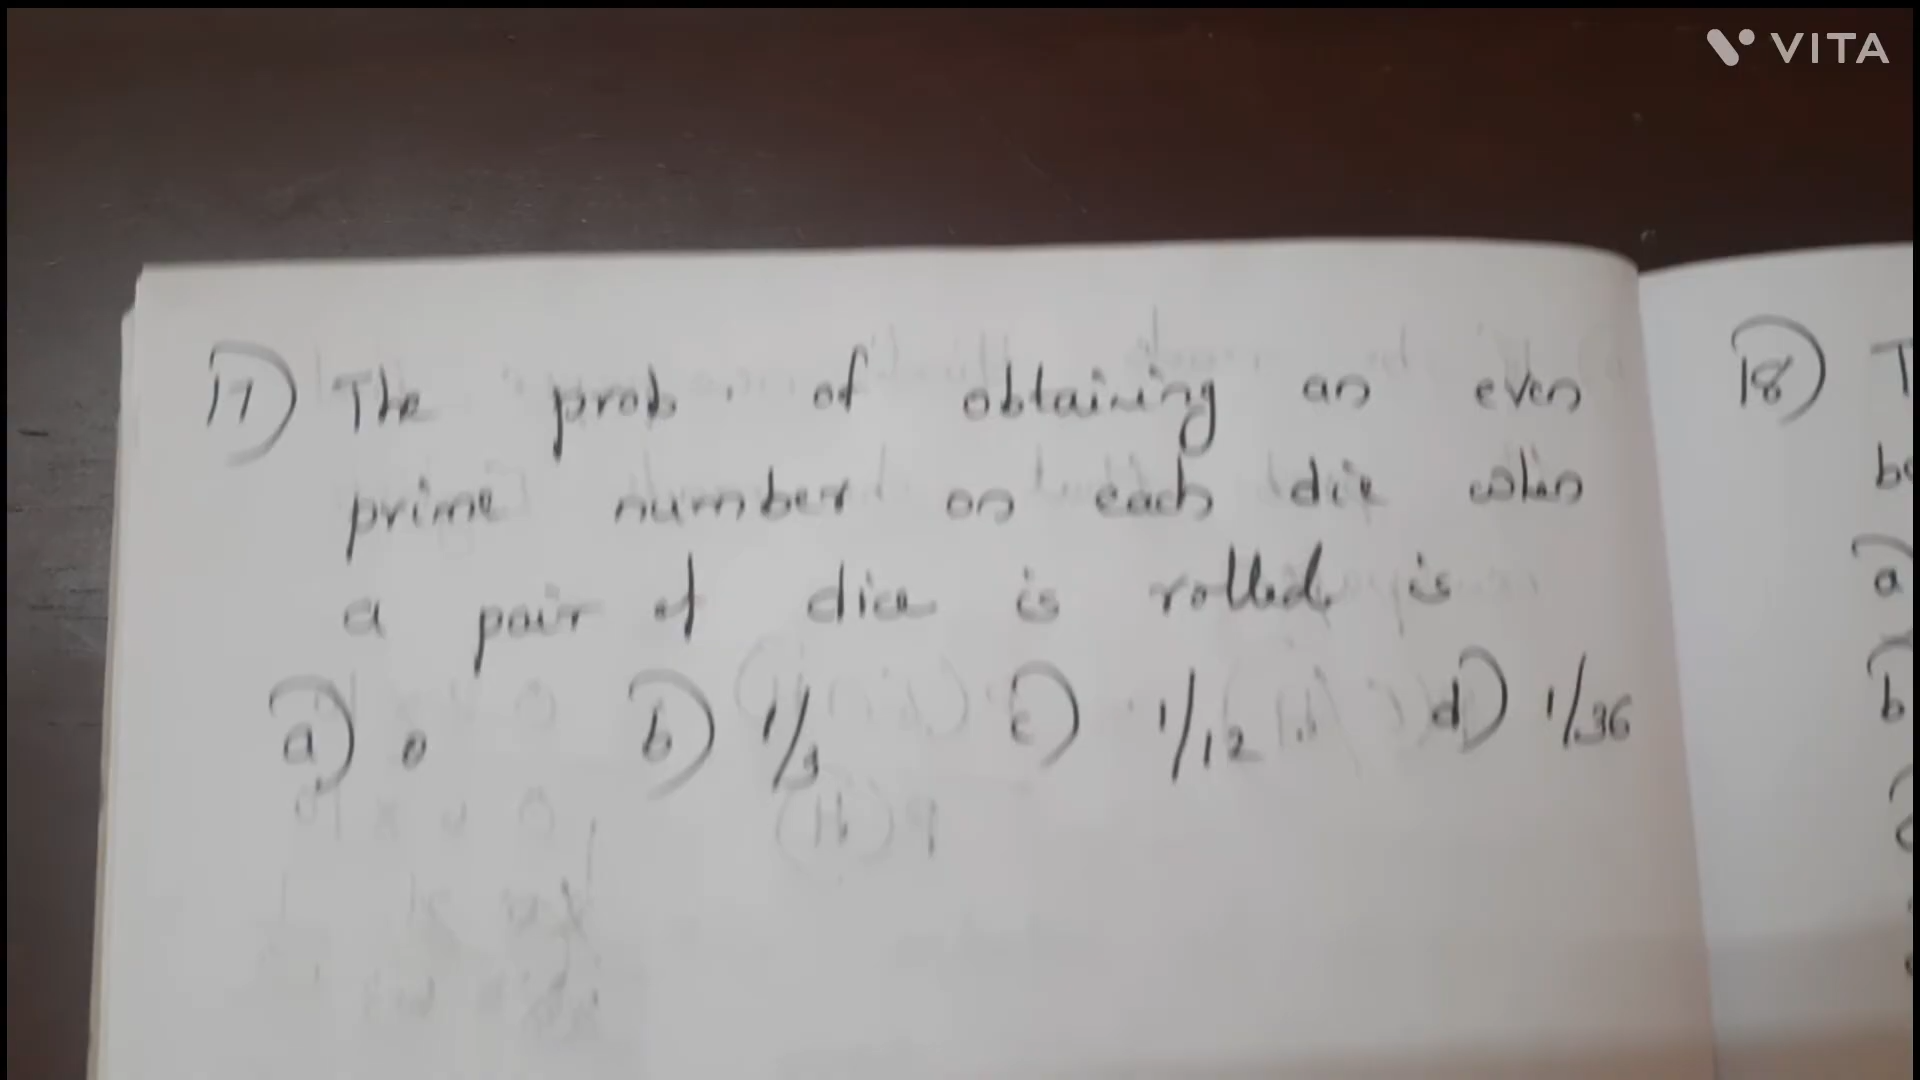 VITA
17) The prob. of obtaining an even
prime number on each die when
a pair of dice is rolled is
a) 0 b) 1/3 c) 1/12 d) 1/36
18) T
be
a
b